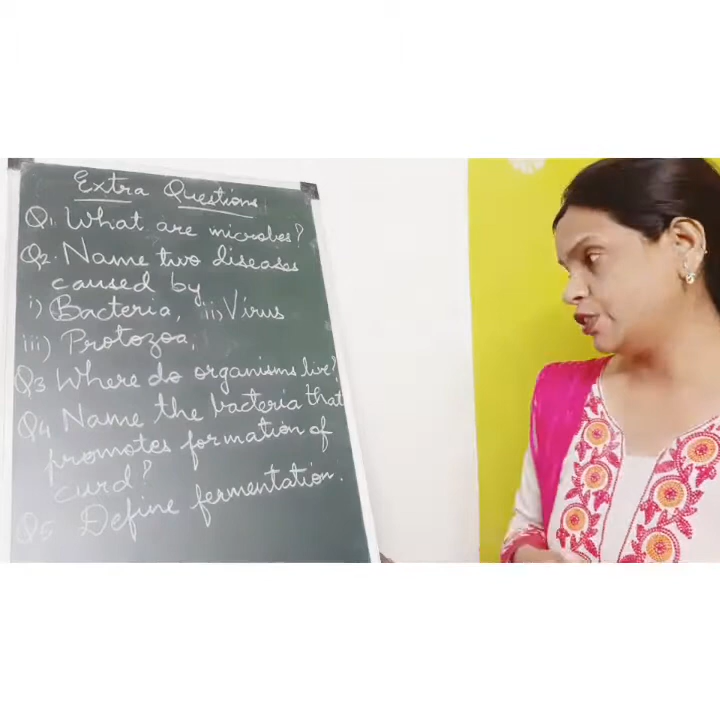 Extra Questions
Q1. What are microbes?
Q2. Name two diseases
caused by
i) Bacteria, ii) Virus
iii) Protozoa,
Q3 Where do organisms live?
Q4 Name the bacteria that
promotes formation of
curd?
Q5 Define fermentation.